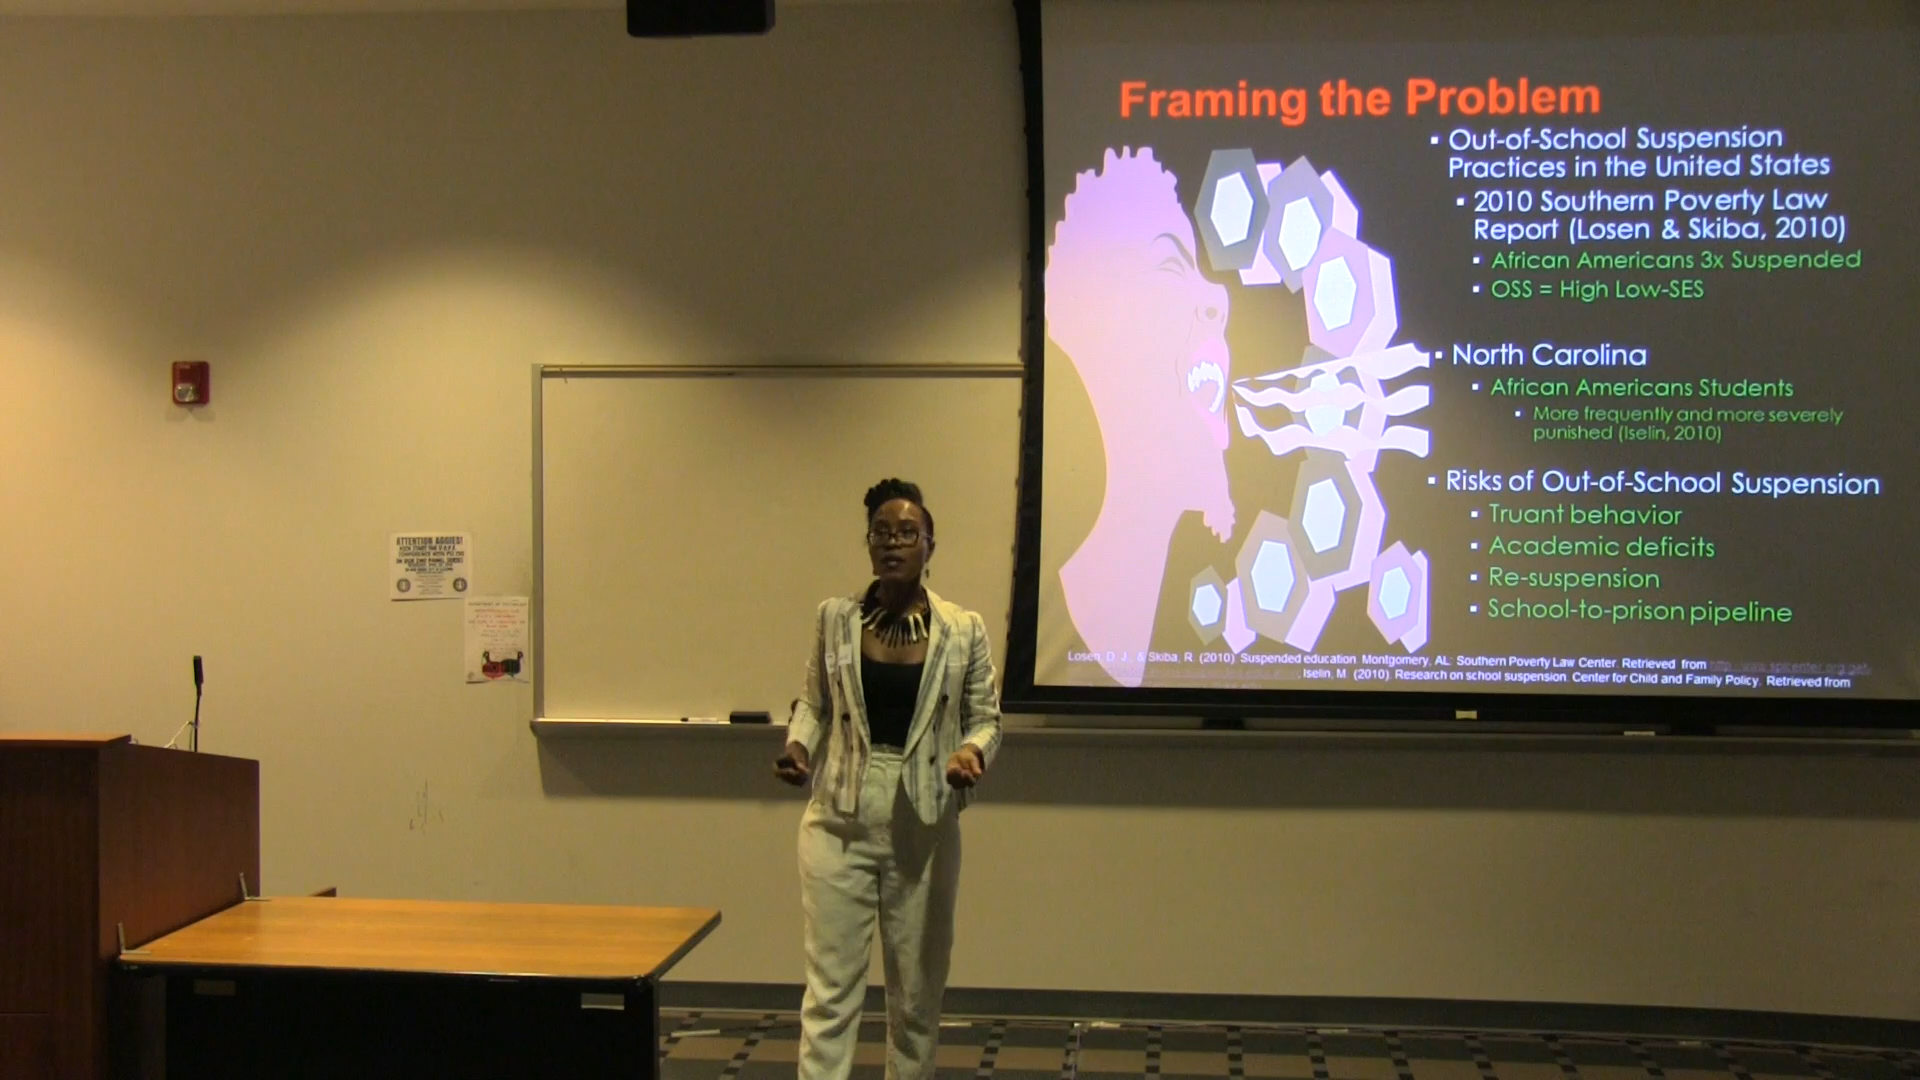 Framing the Problem
Out-of-School Suspension
Practices in the United States
2010 Southern Poverty Law
Report (Losen & Skiba, 2010)
African Americans 3x Suspended
OSS = High Low-SES
North Carolina
African Americans Students
More frequently and more severely
punished (Iselin, 2010)
Risks of Out-of-School Suspension
Truant behavior
Academic deficits
Re-suspension
School-to-prison pipeline
Losen, D. J., & Skiba, R. (2010) Suspended education. Montgomery, AL: Southern Poverty Law Center. Retrieved from
Iselin, M. (2010) Research on school suspension. Center for Child and Family Policy. Retrieved from
ATTENTION AGGIES!